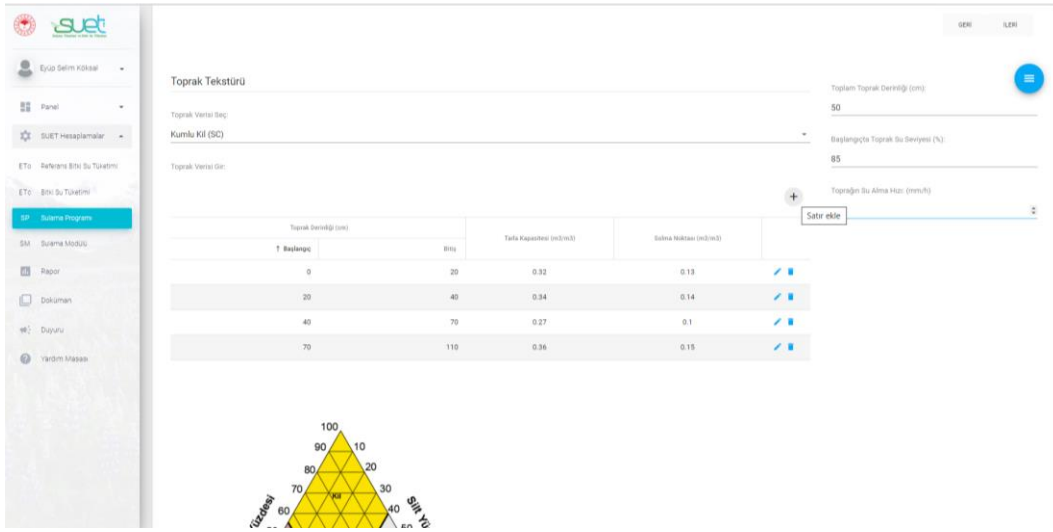 suet
GERİ İLERİ
Eyüp Selim Köksal
Panel
SUET Hesaplamalar
ETo Referans Bitki Su Tüketimi
ETc Bitki Su Tüketimi
SP Sulama Programı
SM Sulama Modülü
Rapor
Doküman
Duyuru
Yardım Masası
Toprak Tekstürü
Toprak Verisi Seç:
Kumlu Kil (SC)
Toprak Verisi Gir:
Satır ekle
Toplam Toprak Derinliği (cm):
50
Başlangıçta Toprak Su Seviyesi (%):
85
Toprağın Su Alma Hızı: (mm/h)
Toprak Derinliği (cm) Tarla Kapasitesi (m3/m3) Solma Noktası (m3/m3)
↑ Başlangıç Bitiş
0 20 0.32 0.13
20 40 0.34 0.14
40 70 0.27 0.1
70 110 0.36 0.15
100
90 10
80 20
70 Kil 30
60 40
50